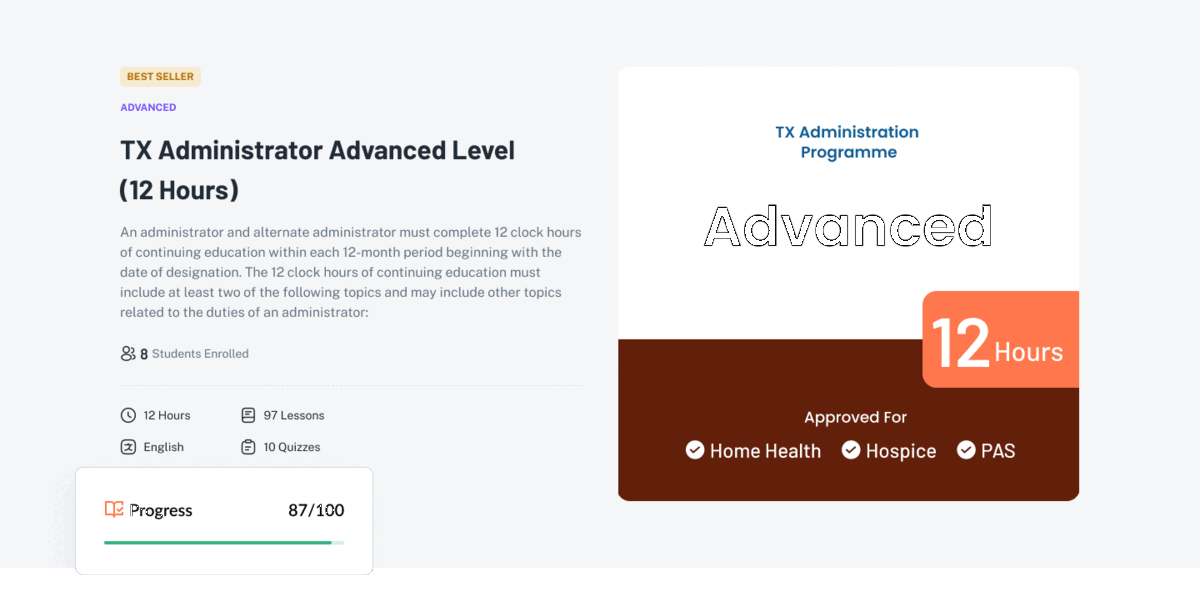 BEST SELLER
ADVANCED
TX Administrator Advanced Level
(12 Hours)
An administrator and alternate administrator must complete 12 clock hours
of continuing education within each 12-month period beginning with the
date of designation. The 12 clock hours of continuing education must
include at least two of the following topics and may include other topics
related to the duties of an administrator:
8 Students Enrolled
12 Hours
97 Lessons
English
10 Quizzes
Progress
87/100
TX Administration
Programme
Advanced
12 Hours
Approved For
Home Health
Hospice
PAS